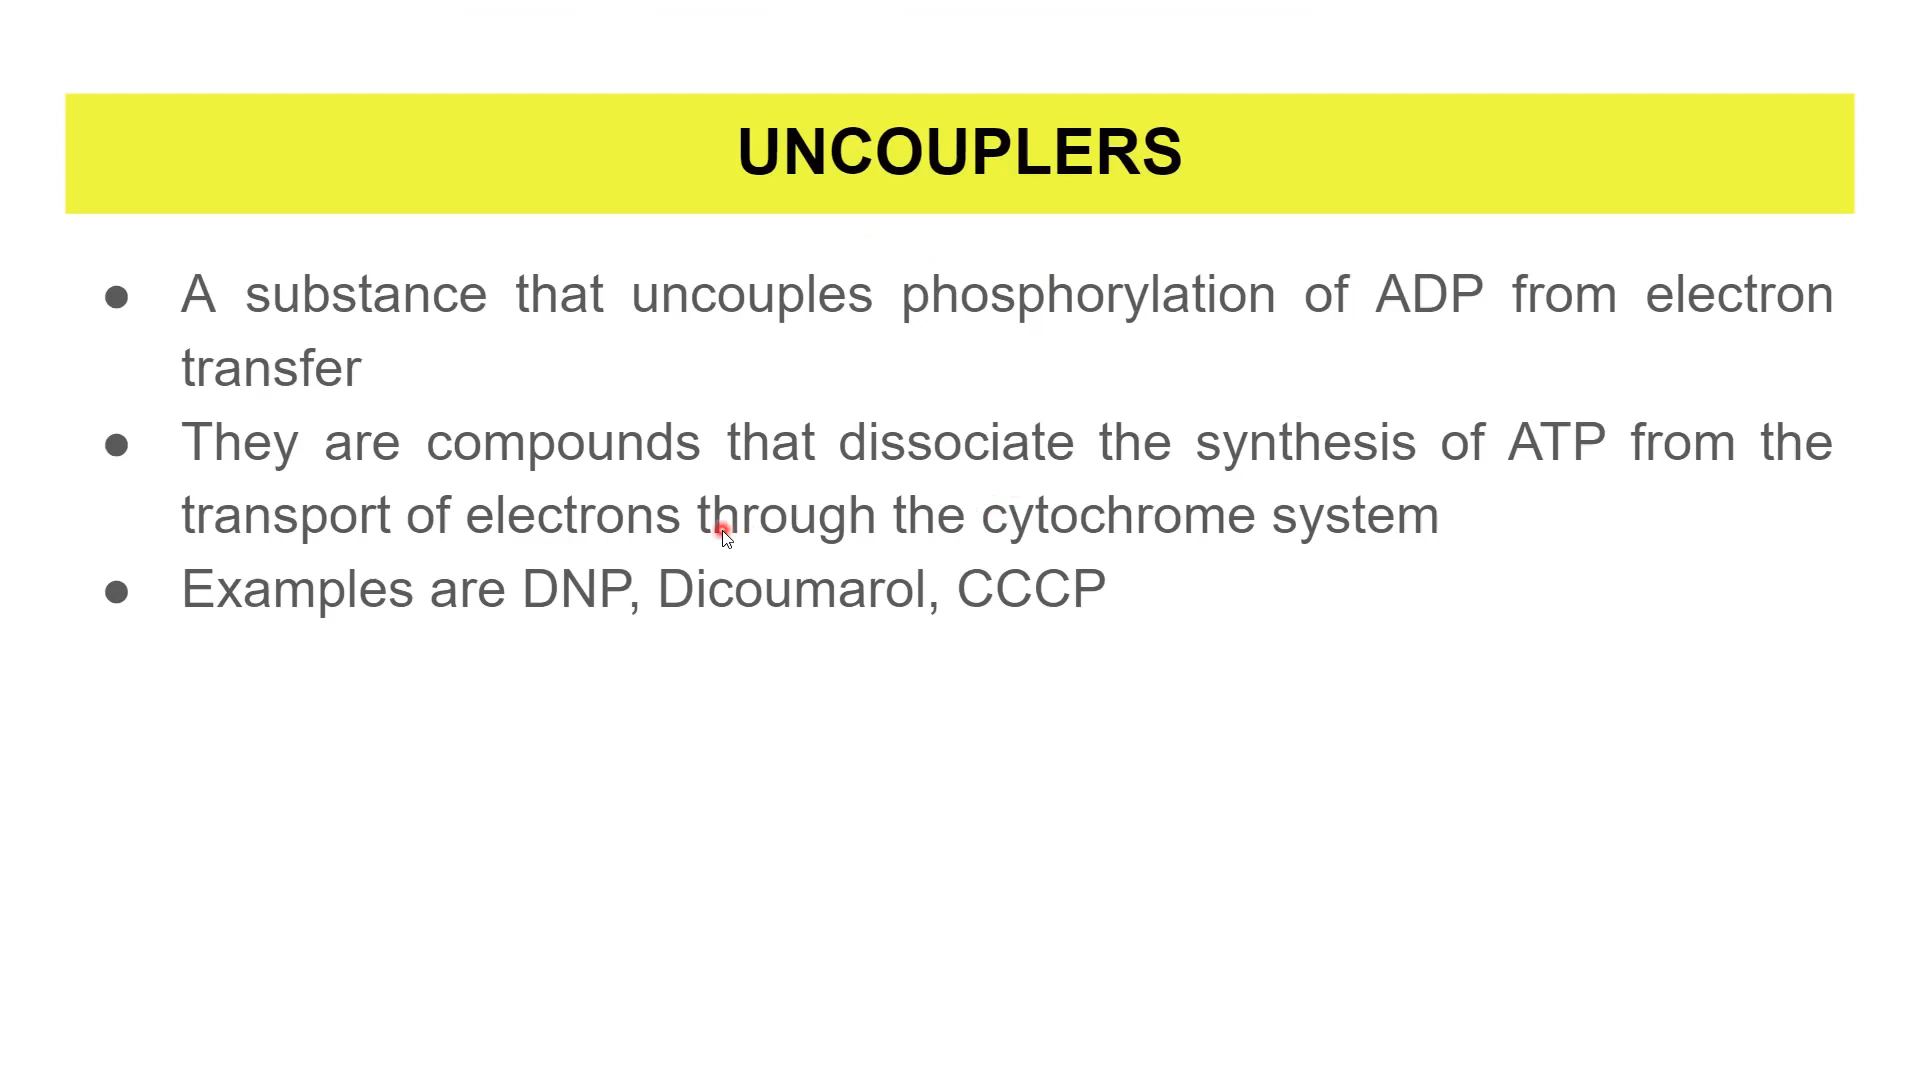 UNCOUPLERS
● A substance that uncouples phosphorylation of ADP from electron
transfer
● They are compounds that dissociate the synthesis of ATP from the
transport of electrons through the cytochrome system
● Examples are DNP, Dicoumarol, CCCP